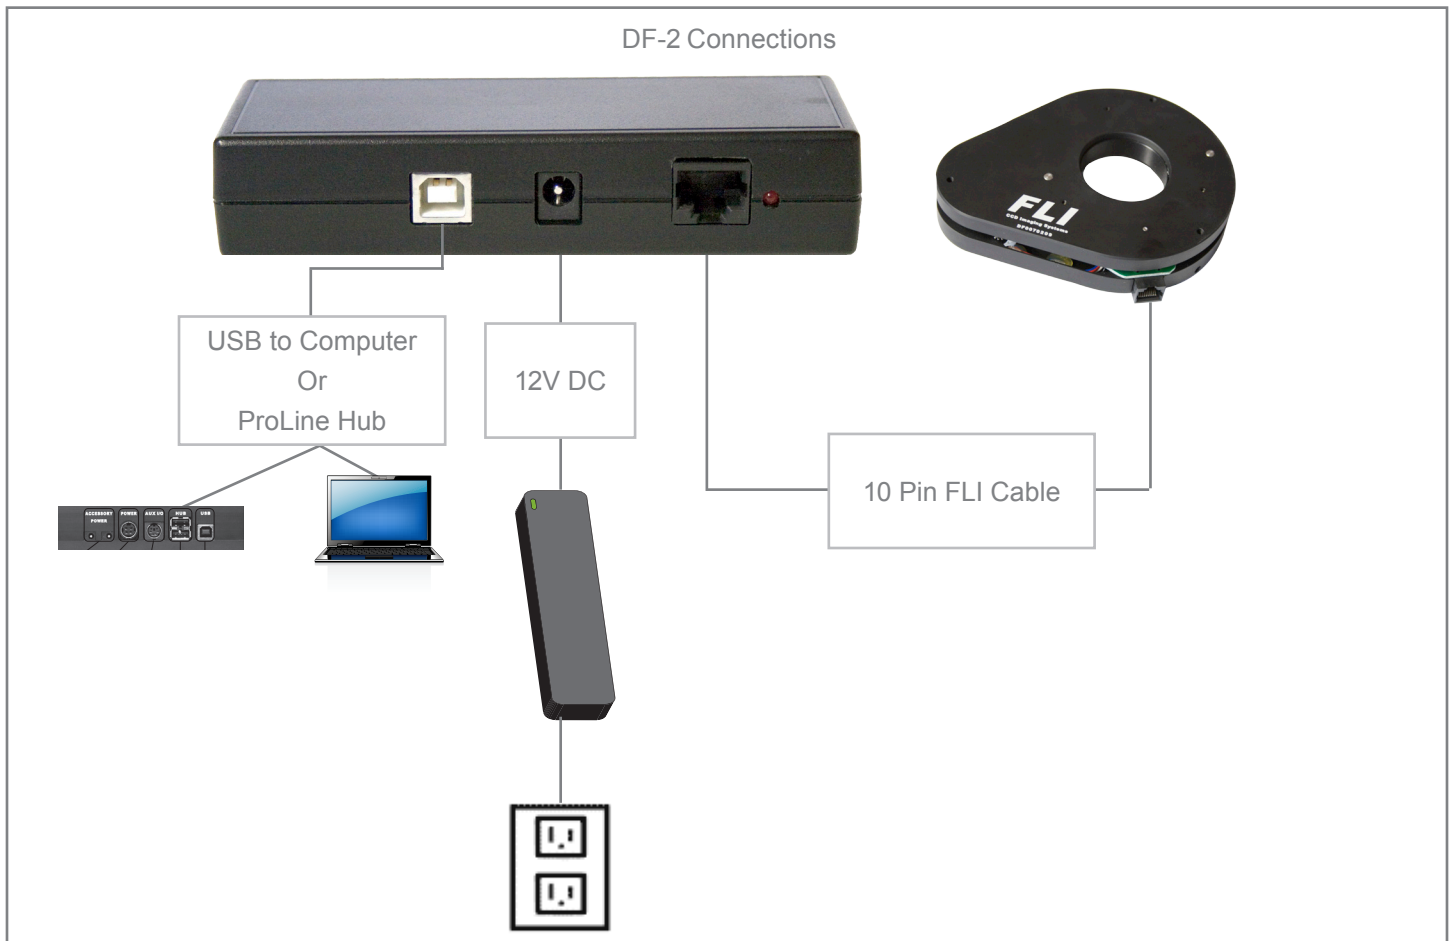 DF-2 Connections
FLI
CCD Imaging Systems
DF0070209
USB to Computer
Or
ProLine Hub
12V DC
10 Pin FLI Cable
ACCESSORY
POWER
POWER
AUX I/O
HUB
USB